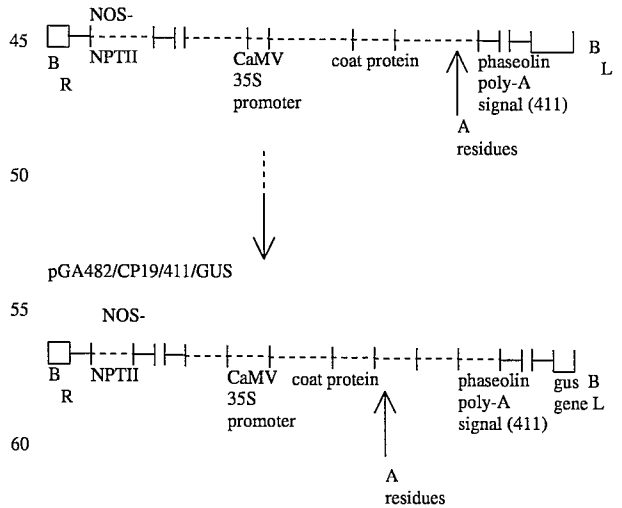 NOS-
45
B
NPTII
CaMV
coat protein
phaseolin
B
R
35S
poly-A
L
promoter
signal (411)
A
residues
50
pGA482/CP19/411/GUS
55
NOS-
B
NPTII
CaMV
coat protein
phaseolin
gus B
R
35S
poly-A
gene L
promoter
signal (411)
60
A
residues